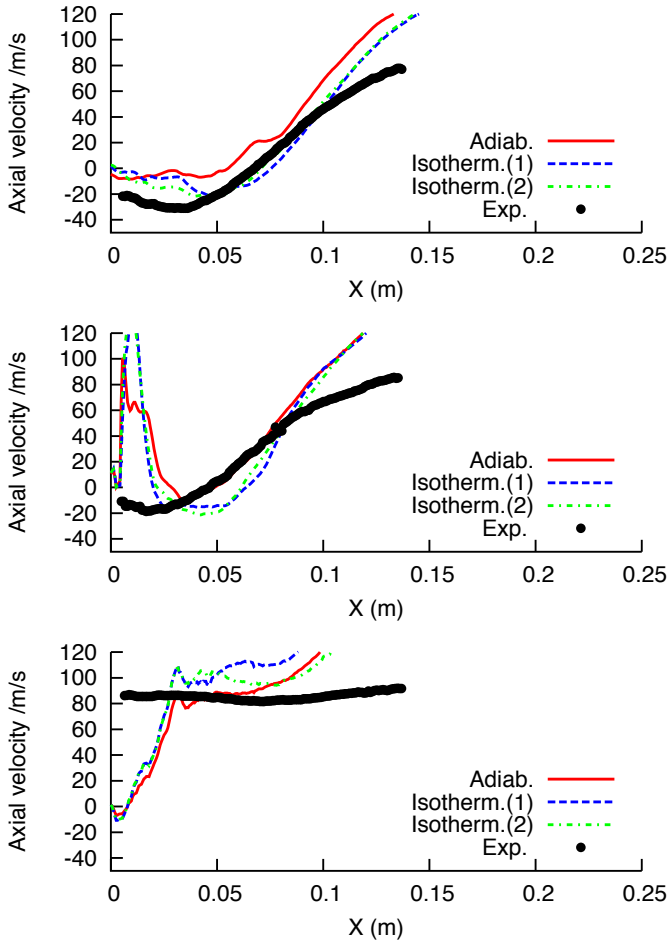 Axial velocity /m/s
120
100
80
60
40
20
0
-20
-40
Adiab.
Isotherm.(1)
Isotherm.(2)
Exp.
0 0.05 0.1 0.15 0.2 0.25
X (m)
Axial velocity /m/s
120
100
80
60
40
20
0
-20
-40
Adiab.
Isotherm.(1)
Isotherm.(2)
Exp.
0 0.05 0.1 0.15 0.2 0.25
X (m)
Axial velocity /m/s
120
100
80
60
40
20
0
-20
-40
Adiab.
Isotherm.(1)
Isotherm.(2)
Exp.
0 0.05 0.1 0.15 0.2 0.25
X (m)